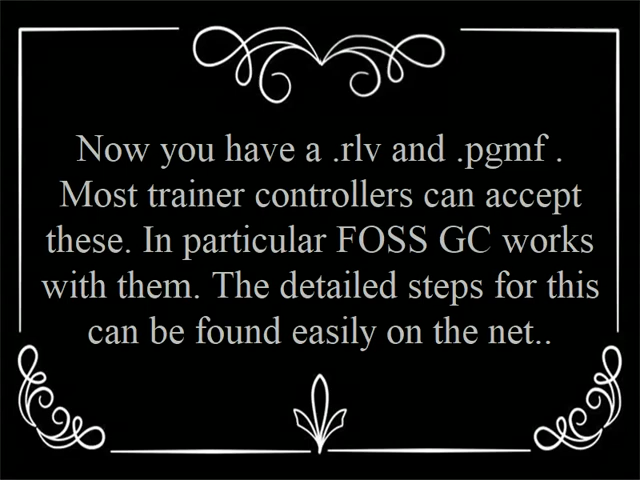 Now you have a .rlv and .pgmf .
Most trainer controllers can accept
these. In particular FOSS GC works
with them. The detailed steps for this
can be found easily on the net..